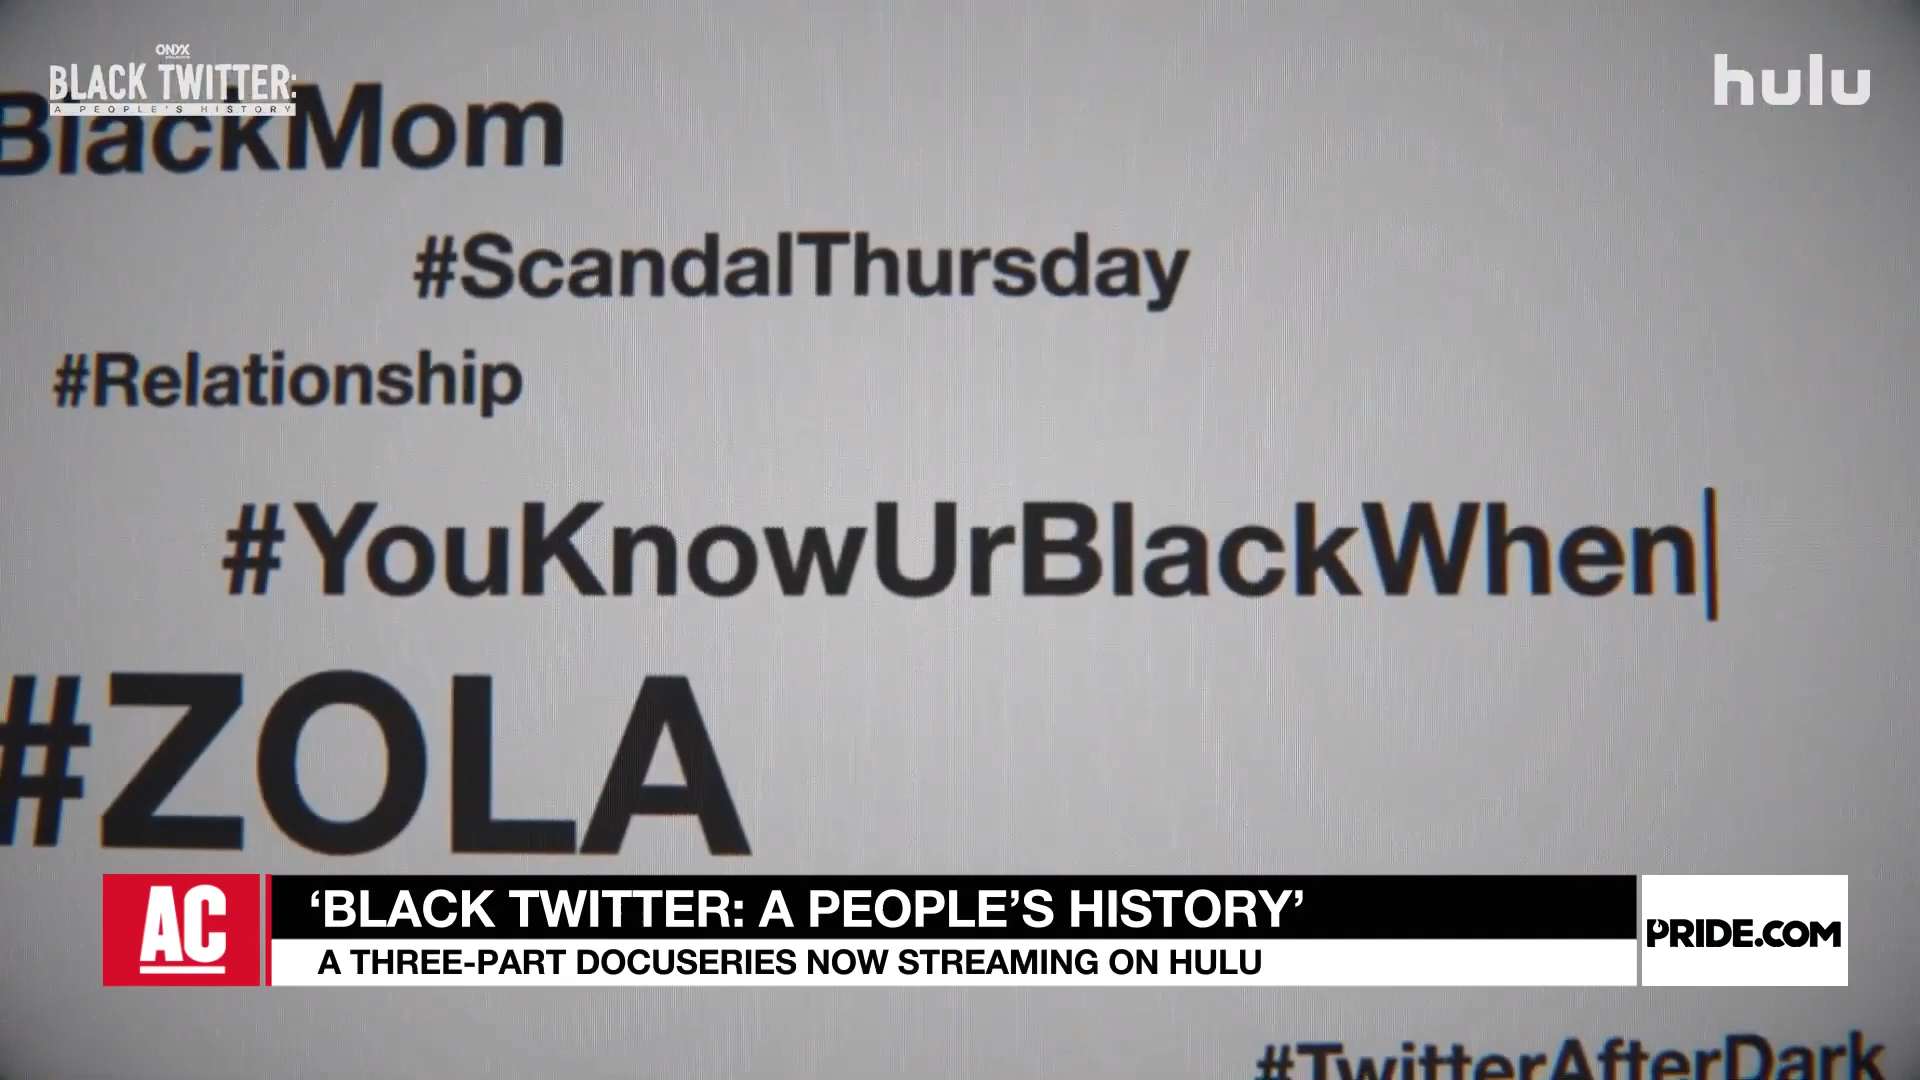 ONYX
BLACK TWITTER:
A PEOPLE'S HISTORY
hulu
BlackMom
#ScandalThursday
#Relationship
#YouKnowUrBlackWhen
#ZOLA
AC
‘BLACK TWITTER: A PEOPLE’S HISTORY’
A THREE-PART DOCUSERIES NOW STREAMING ON HULU
PRIDE.COM
#TwitterAfterDark